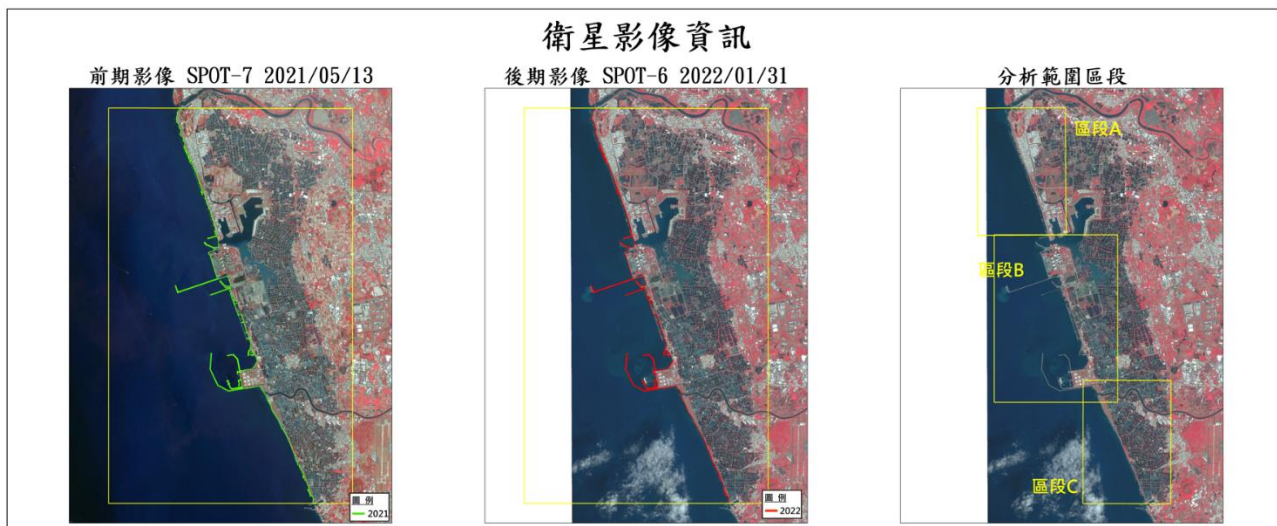 衛星影像資訊
前期影像 SPOT-7 2021/05/13
後期影像 SPOT-6 2022/01/31
分析範圍區段
區段A
區段B
區段C
圖 例
2021
圖 例
2022